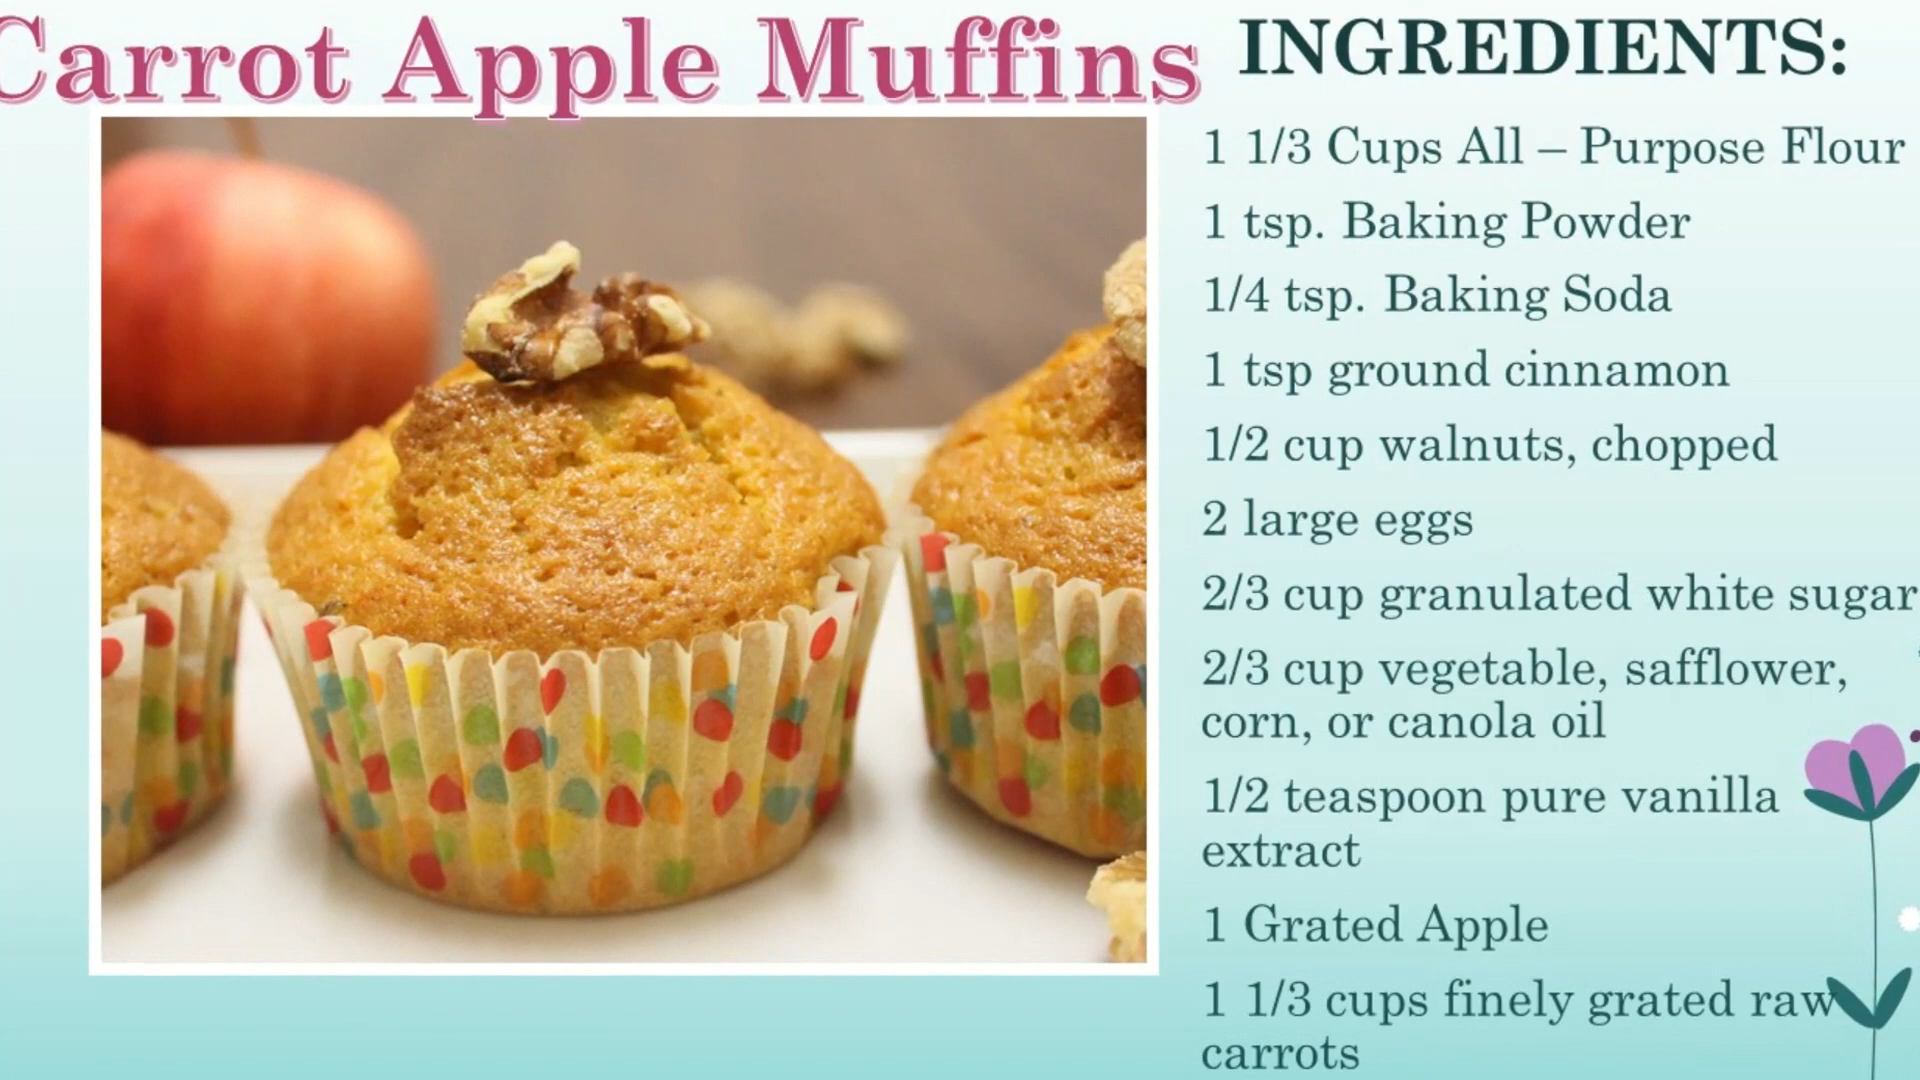 Carrot Apple Muffins
INGREDIENTS:
1 1/3 Cups All – Purpose Flour
1 tsp. Baking Powder
1/4 tsp. Baking Soda
1 tsp ground cinnamon
1/2 cup walnuts, chopped
2 large eggs
2/3 cup granulated white sugar
2/3 cup vegetable, safflower,
corn, or canola oil
1/2 teaspoon pure vanilla
extract
1 Grated Apple
1 1/3 cups finely grated raw
carrots